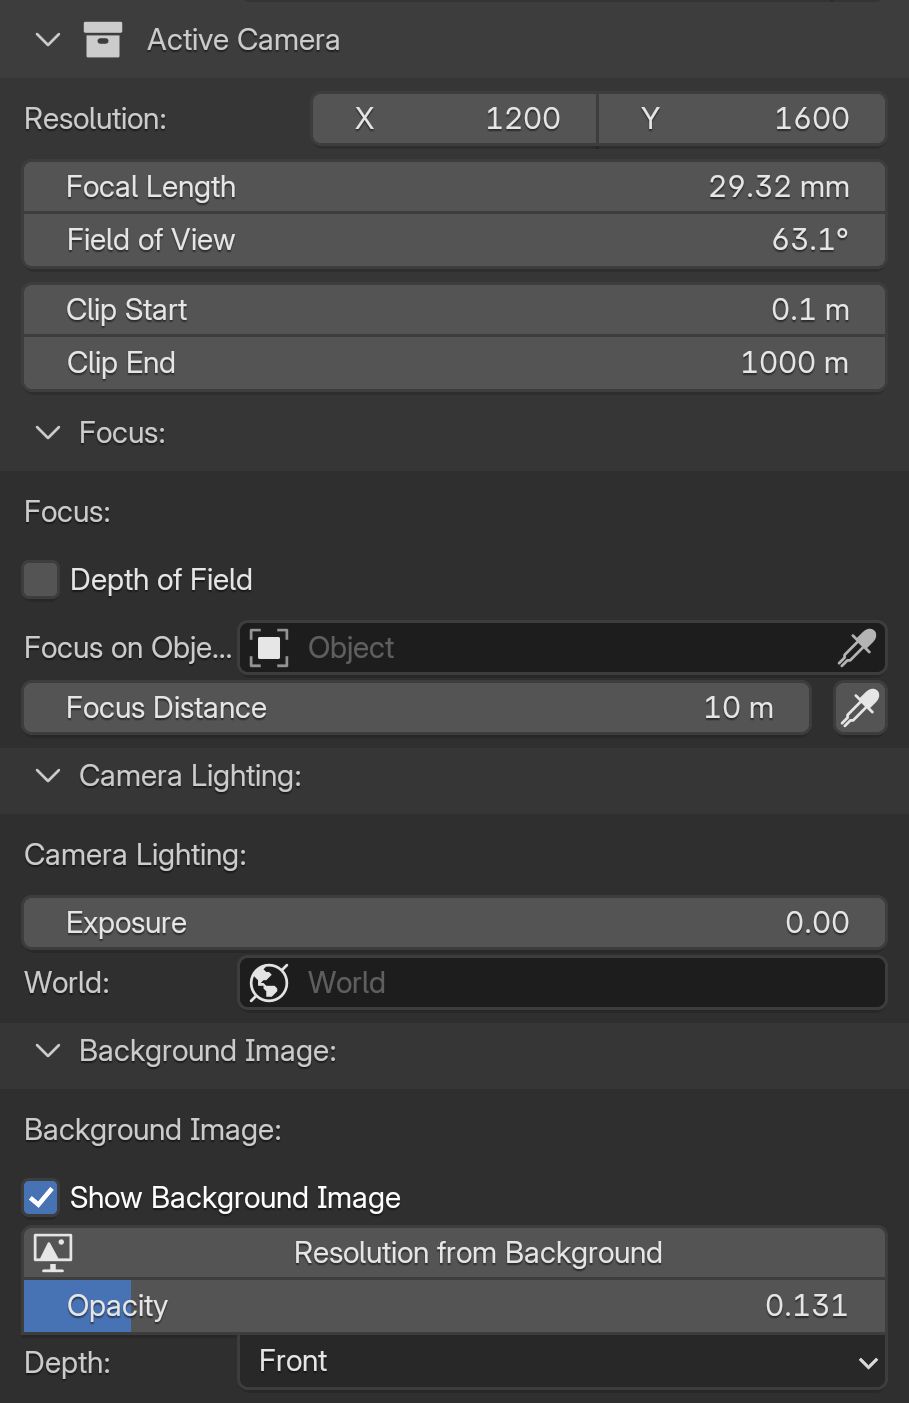 Active Camera
Resolution: X 1200 Y 1600
Focal Length 29.32 mm
Field of View 63.1°
Clip Start 0.1 m
Clip End 1000 m
Focus:
Focus:
Depth of Field
Focus on Obje... Object
Focus Distance 10 m
Camera Lighting:
Camera Lighting:
Exposure 0.00
World: World
Background Image:
Background Image:
Show Background Image
Resolution from Background
Opacity 0.131
Depth: Front